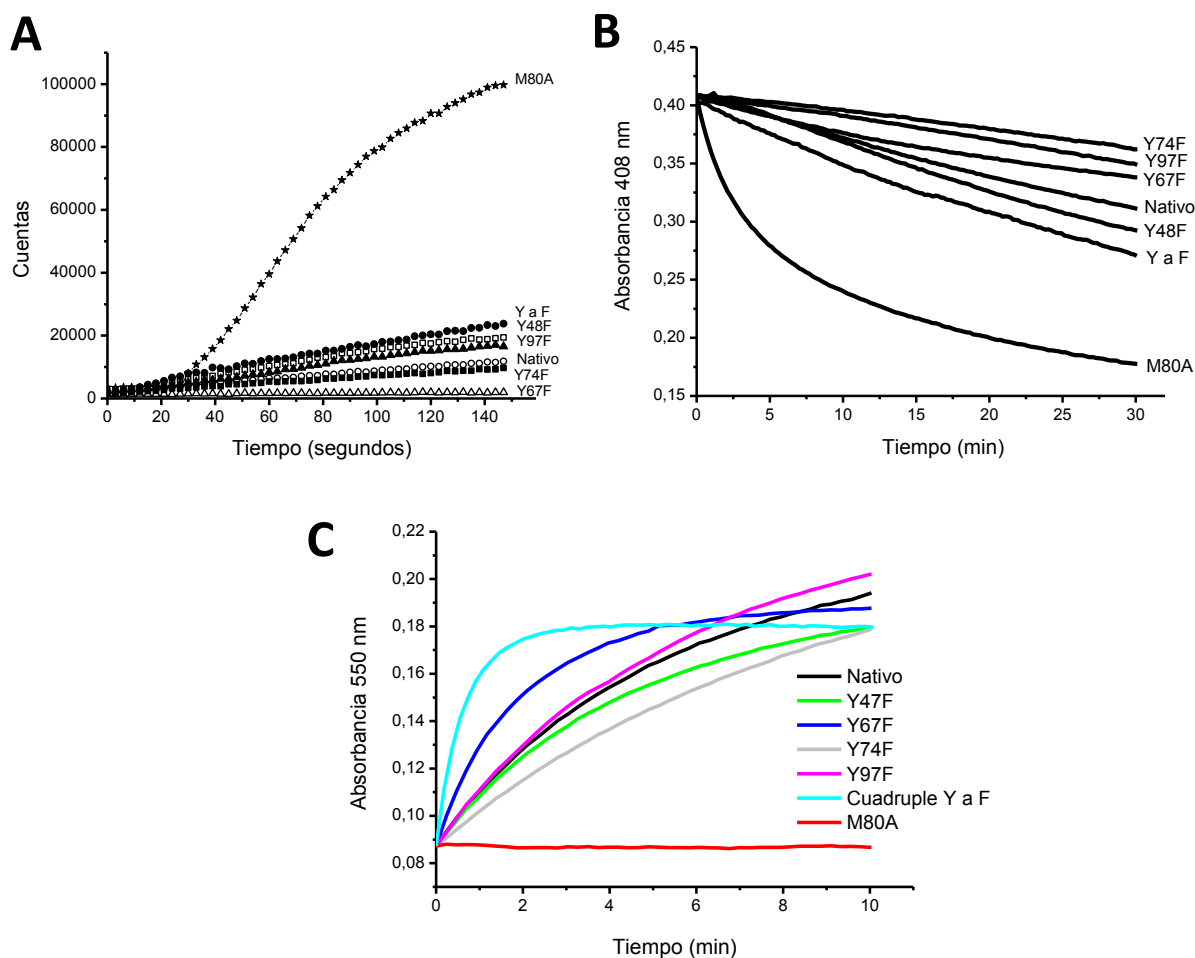 A
100000
80000
60000
40000
20000
0
Cuentas
0 20 40 60 80 100 120 140
Tiempo (segundos)
M80A
Y a F
Y48F
Y97F
Nativo
Y74F
Y67F
B
0,45
0,40
0,35
0,30
0,25
0,20
0,15
Absorbancia 408 nm
0 5 10 15 20 25 30
Tiempo (min)
Y74F
Y97F
Y67F
Nativo
Y48F
Y a F
M80A
C
0,22
0,20
0,18
0,16
0,14
0,12
0,10
0,08
Absorbancia 550 nm
0 2 4 6 8 10
Tiempo (min)
Nativo
Y47F
Y67F
Y74F
Y97F
Cuadruple Y a F
M80A